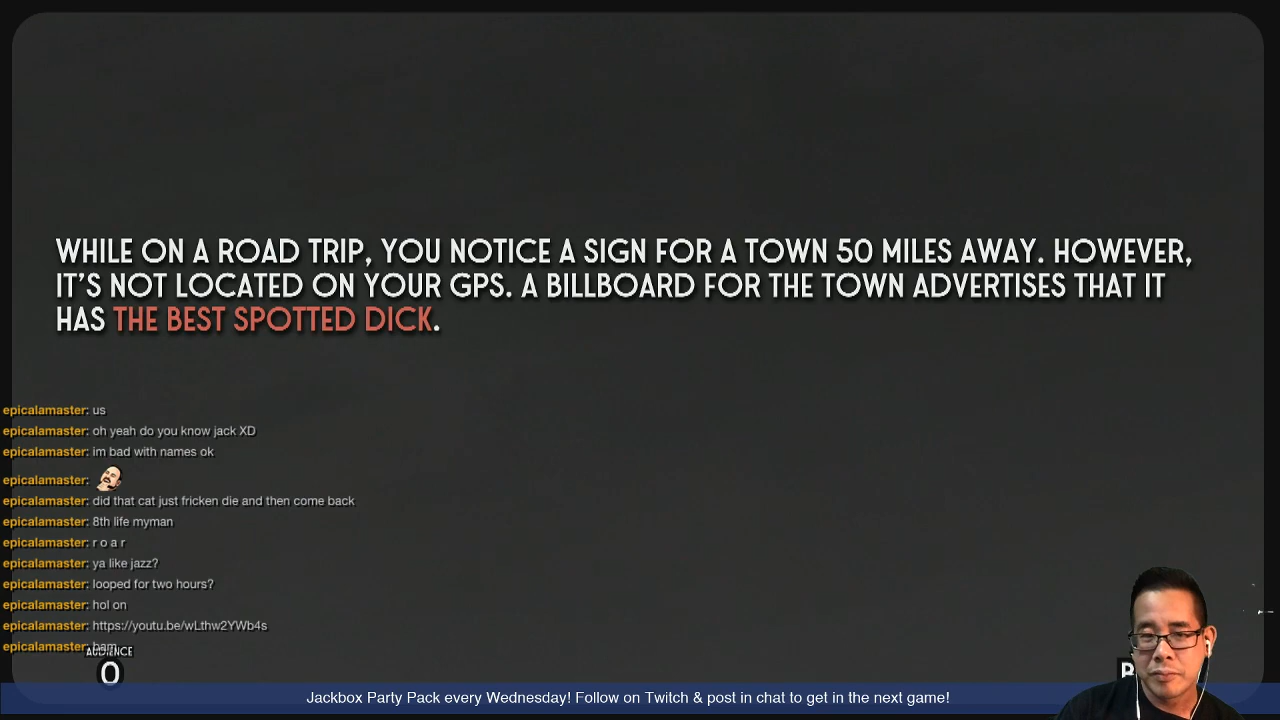 WHILE ON A ROAD TRIP, YOU NOTICE A SIGN FOR A TOWN 50 MILES AWAY. HOWEVER,
IT'S NOT LOCATED ON YOUR GPS. A BILLBOARD FOR THE TOWN ADVERTISES THAT IT
HAS THE BEST SPOTTED DICK.
epicalamaster: us
epicalamaster: oh yeah do you know jack XD
epicalamaster: im bad with names ok
epicalamaster:
epicalamaster: did that cat just fricken die and then come back
epicalamaster: 8th life myman
epicalamaster: r o a r
epicalamaster: ya like jazz?
epicalamaster: looped for two hours?
epicalamaster: hol on
epicalamaster: https://youtu.be/wLthw2YWb4s
epicalamaster: bam
AUDIENCE
0
Jackbox Party Pack every Wednesday! Follow on Twitch & post in chat to get in the next game!